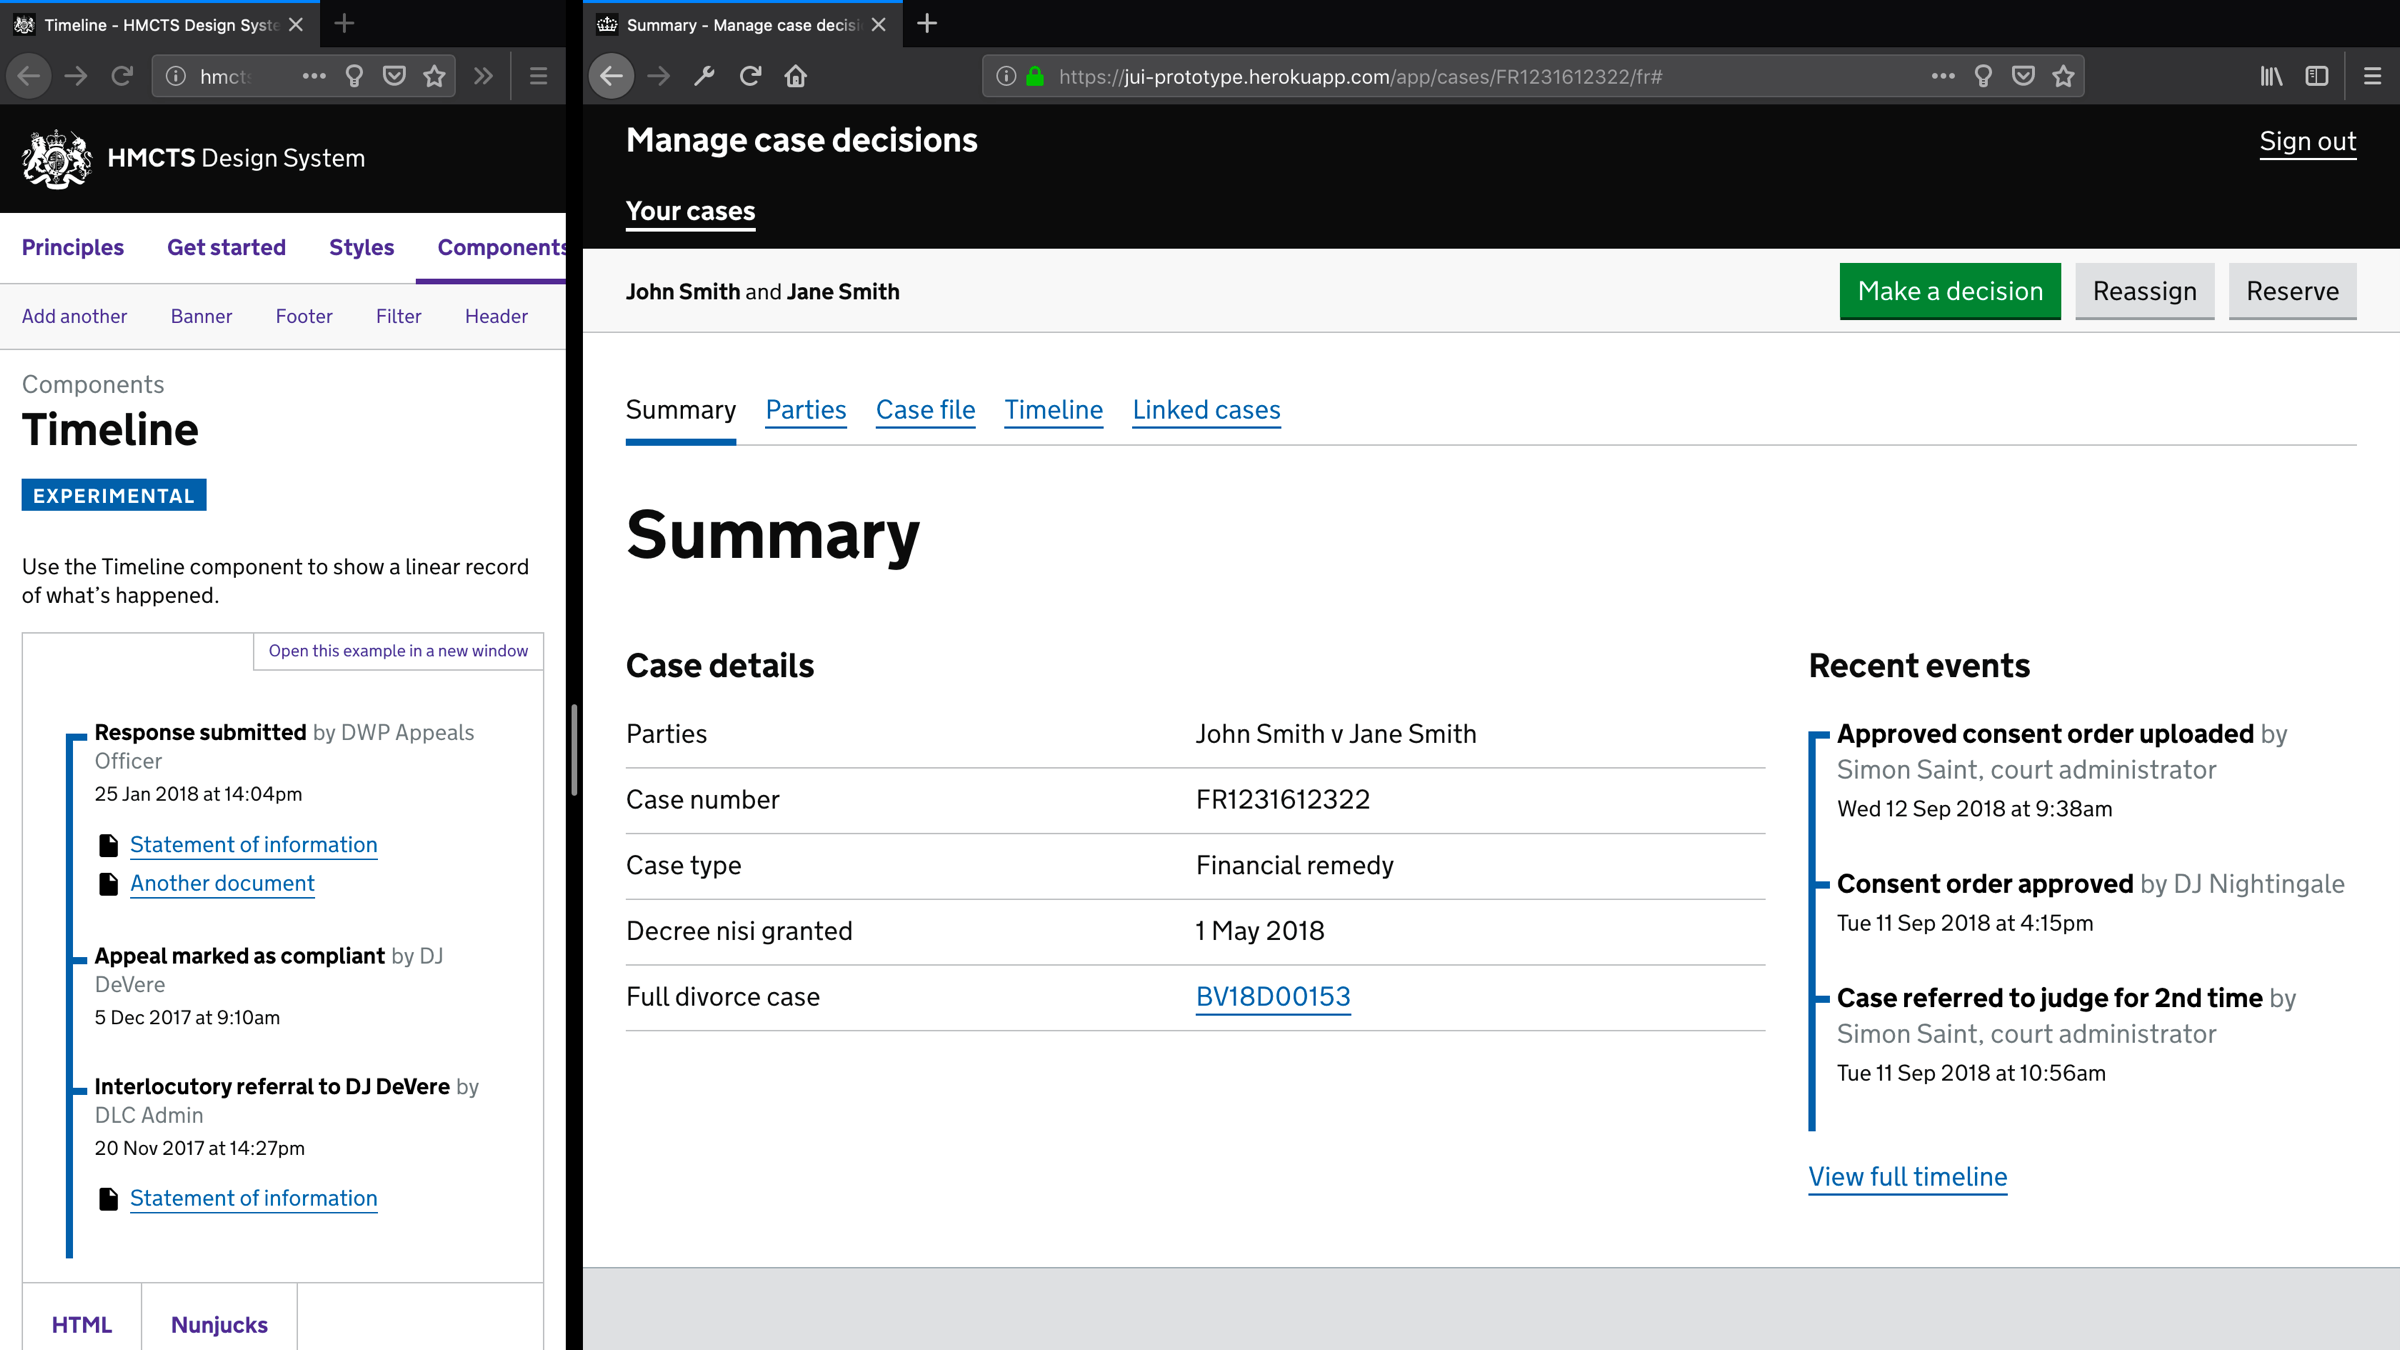 Timeline - HMCTS Design Syste
hmcts
HMCTS Design System
Principles Get started Styles Components
Add another Banner Footer Filter Header
Components
Timeline
EXPERIMENTAL
Use the Timeline component to show a linear record
of what’s happened.
Open this example in a new window
Response submitted by DWP Appeals
Officer
25 Jan 2018 at 14:04pm
Statement of information
Another document
Appeal marked as compliant by DJ
DeVere
5 Dec 2017 at 9:10am
Interlocutory referral to DJ DeVere by
DLC Admin
20 Nov 2017 at 14:27pm
Statement of information
HTML Nunjucks
Summary - Manage case decisi
https://jui-prototype.herokuapp.com/app/cases/FR1231612322/fr#
Manage case decisions
Sign out
Your cases
John Smith and Jane Smith
Make a decision Reassign Reserve
Summary Parties Case file Timeline Linked cases
Summary
Case details
Parties John Smith v Jane Smith
Case number FR1231612322
Case type Financial remedy
Decree nisi granted 1 May 2018
Full divorce case BV18D00153
Recent events
Approved consent order uploaded by
Simon Saint, court administrator
Wed 12 Sep 2018 at 9:38am
Consent order approved by DJ Nightingale
Tue 11 Sep 2018 at 4:15pm
Case referred to judge for 2nd time by
Simon Saint, court administrator
Tue 11 Sep 2018 at 10:56am
View full timeline